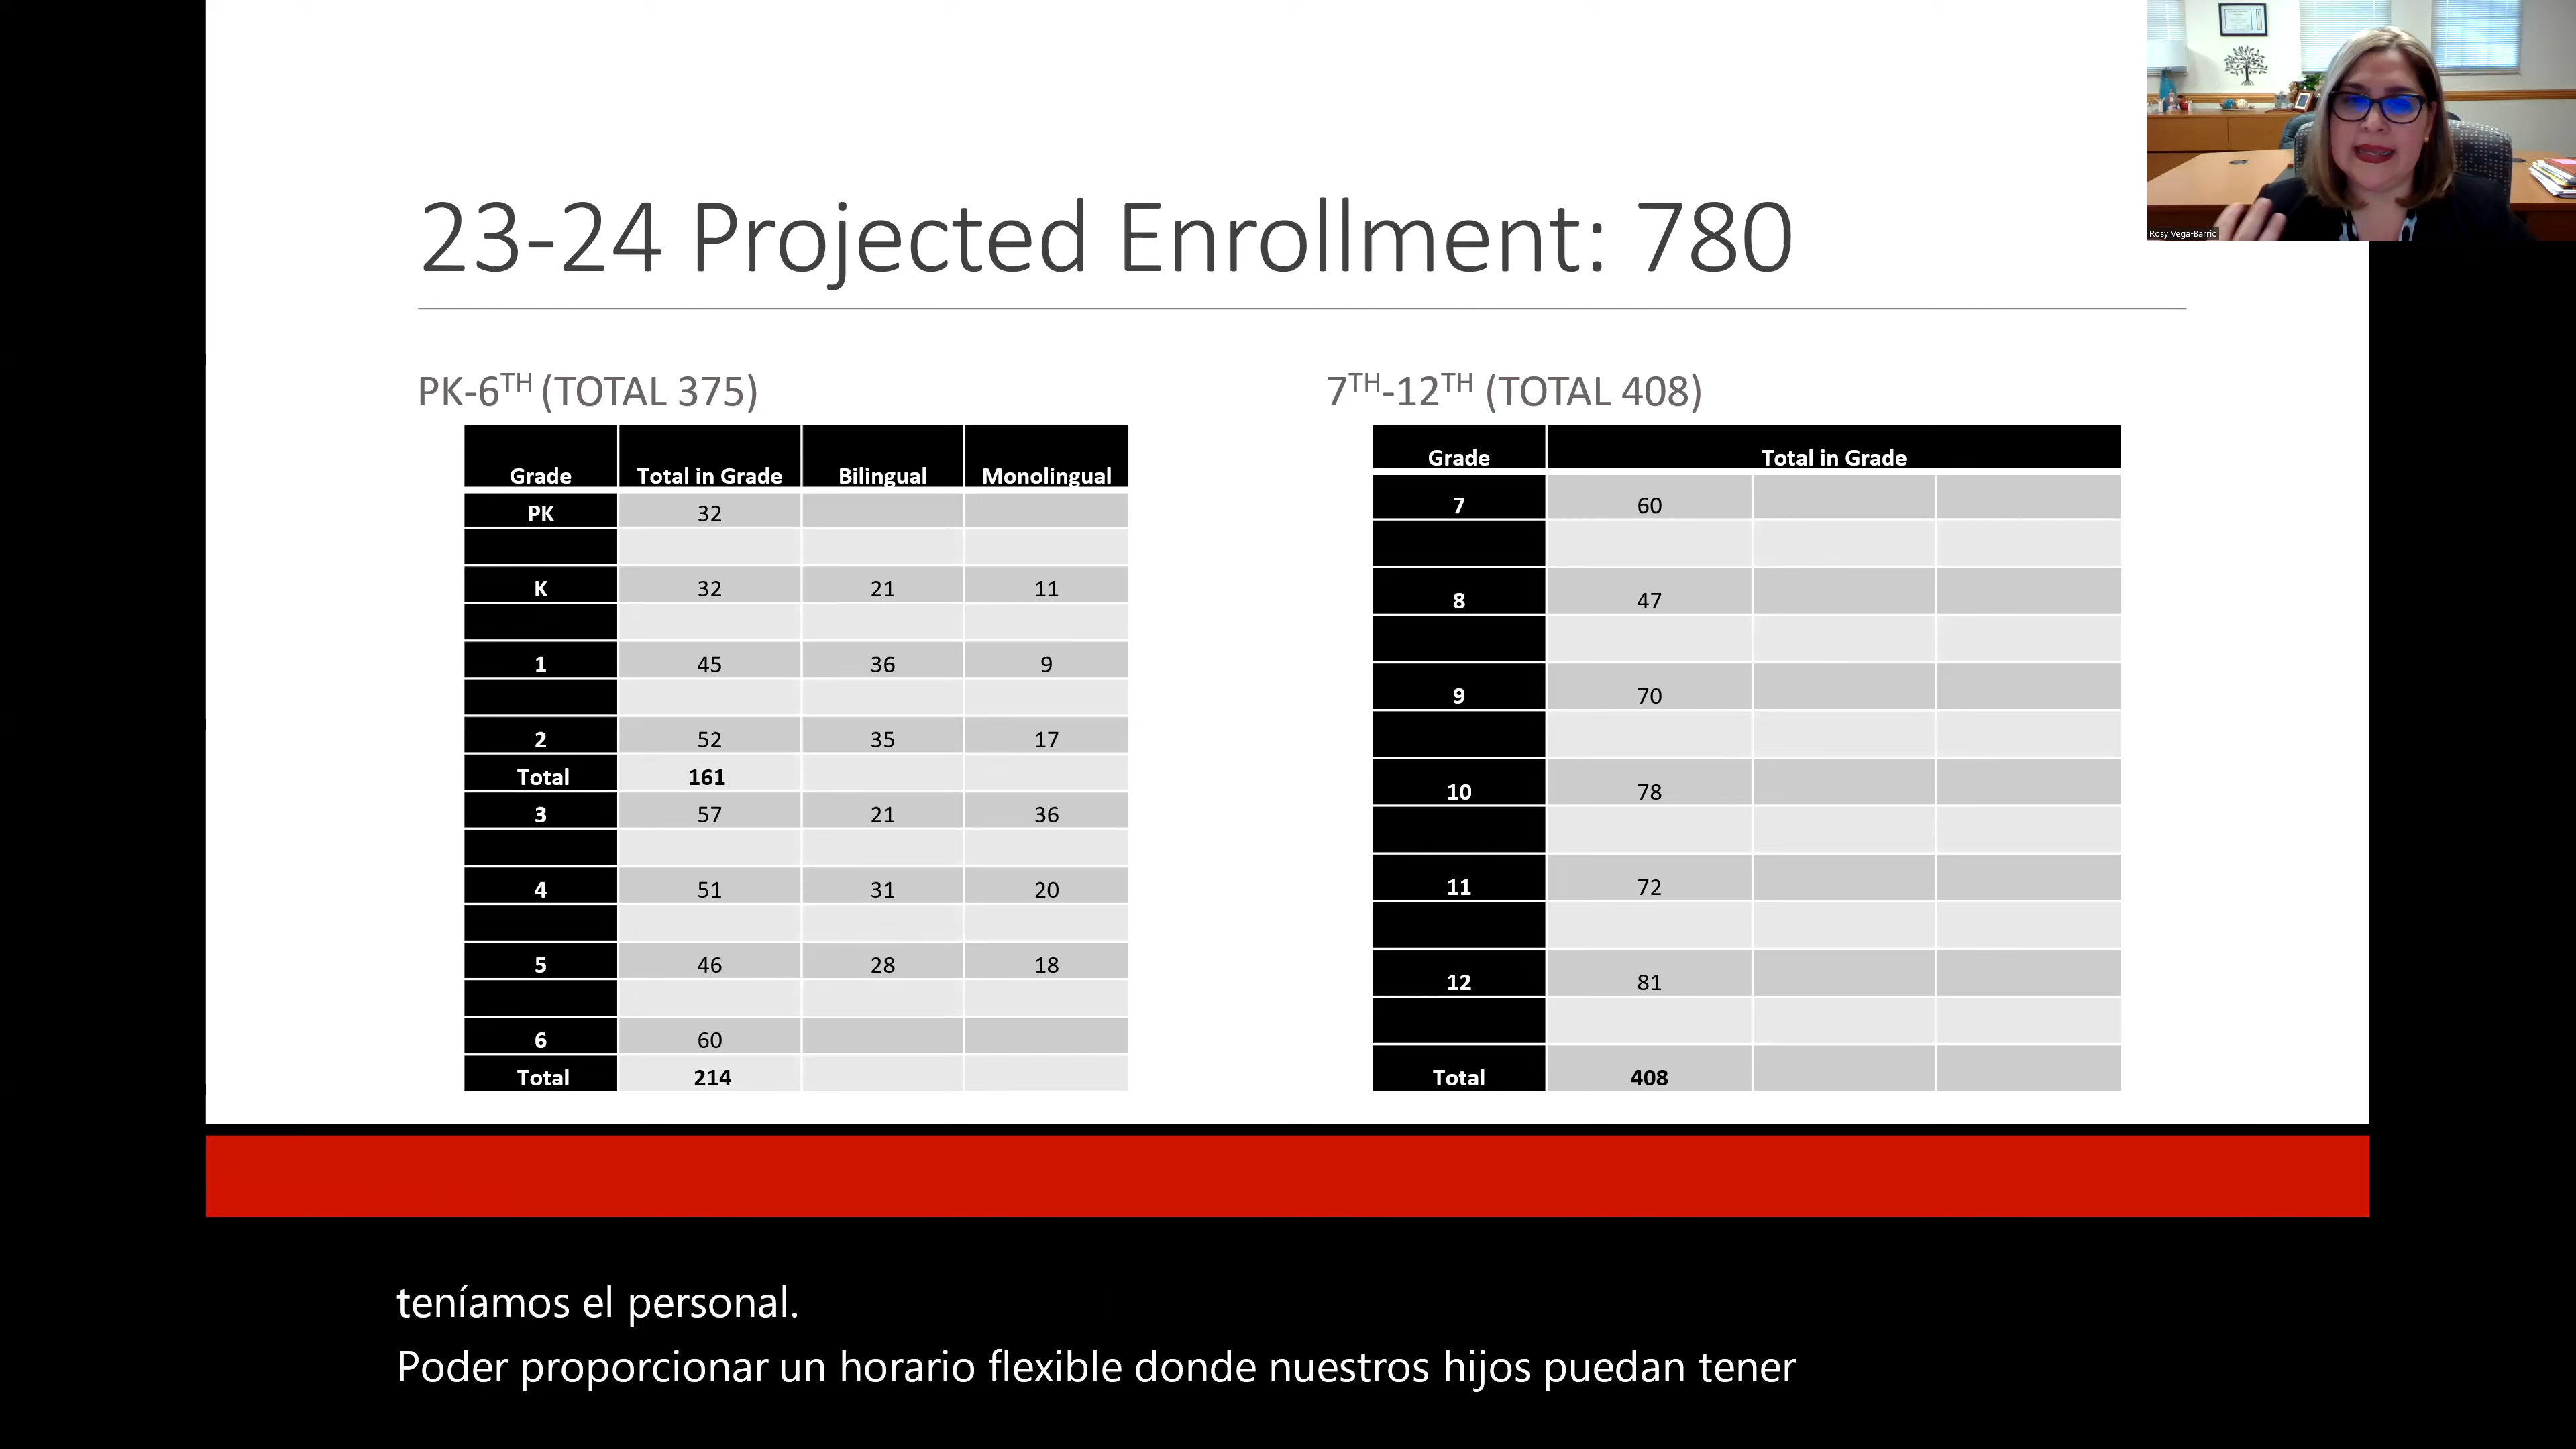 23-24 Projected Enrollment: 780
PK-6TH (TOTAL 375)
Grade Total in Grade Bilingual Monolingual
PK 32
K 32 21 11
1 45 36 9
2 52 35 17
Total 161
3 57 21 36
4 51 31 20
5 46 28 18
6 60
Total 214
7TH-12TH (TOTAL 408)
Grade Total in Grade
7 60
8 47
9 70
10 78
11 72
12 81
Total 408
Rosy Vega-Barrio
teníamos el personal.
Poder proporcionar un horario flexible donde nuestros hijos puedan tener